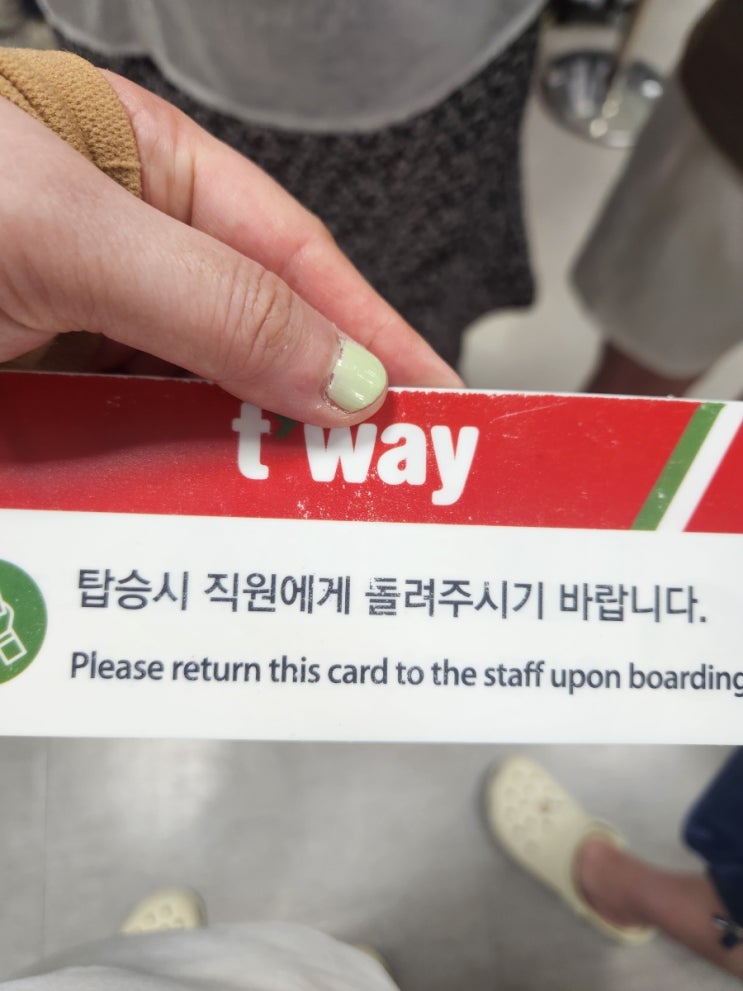 t'way
탑승시 직원에게 돌려주시기 바랍니다.
Please return this card to the staff upon boarding